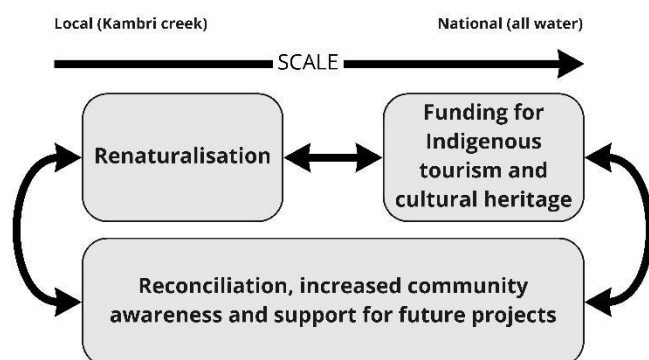 Local (Kambri creek)
National (all water)
SCALE
Renaturalisation
Funding for
Indigenous
tourism and
cultural heritage
Reconciliation, increased community
awareness and support for future projects